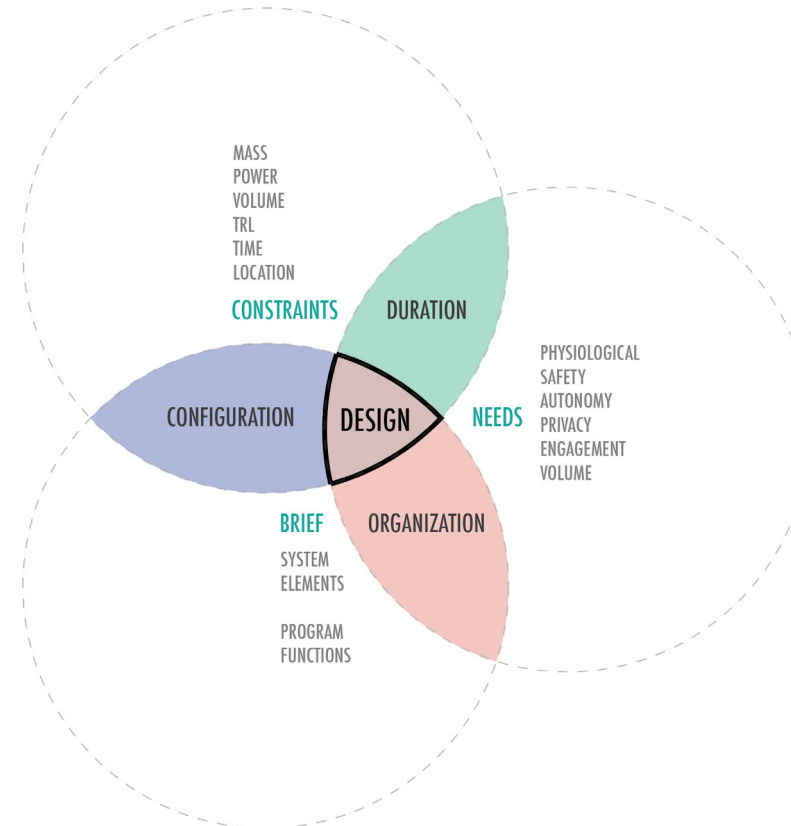 MASS
POWER
VOLUME
TRL
TIME
LOCATION
CONSTRAINTS
DURATION
CONFIGURATION
DESIGN
NEEDS
PHYSIOLOGICAL
SAFETY
AUTONOMY
PRIVACY
ENGAGEMENT
VOLUME
BRIEF
ORGANIZATION
SYSTEM
ELEMENTS
PROGRAM
FUNCTIONS